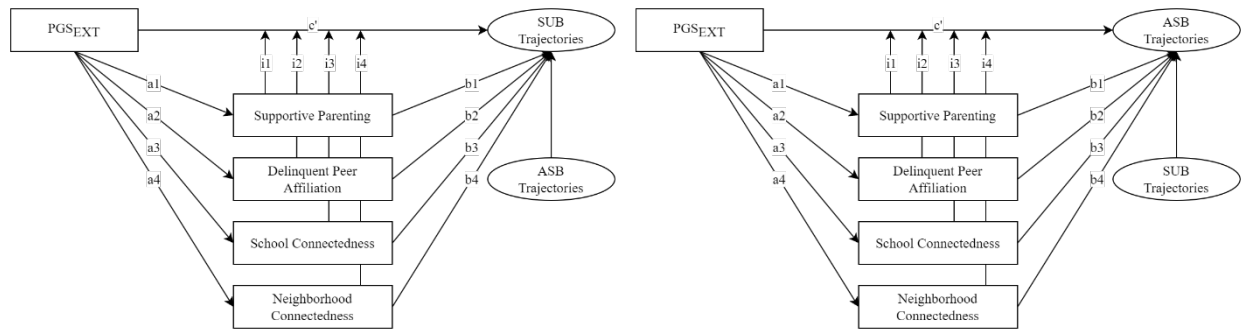 PGSEXT
c'
SUB
Trajectories
i1
i2
i3
i4
a1
a2
a3
a4
b1
b2
b3
b4
Supportive Parenting
Delinquent Peer
Affiliation
School Connectedness
Neighborhood
Connectedness
ASB
Trajectories
PGSEXT
c'
ASB
Trajectories
i1
i2
i3
i4
a1
a2
a3
a4
b1
b2
b3
b4
Supportive Parenting
Delinquent Peer
Affiliation
School Connectedness
Neighborhood
Connectedness
SUB
Trajectories